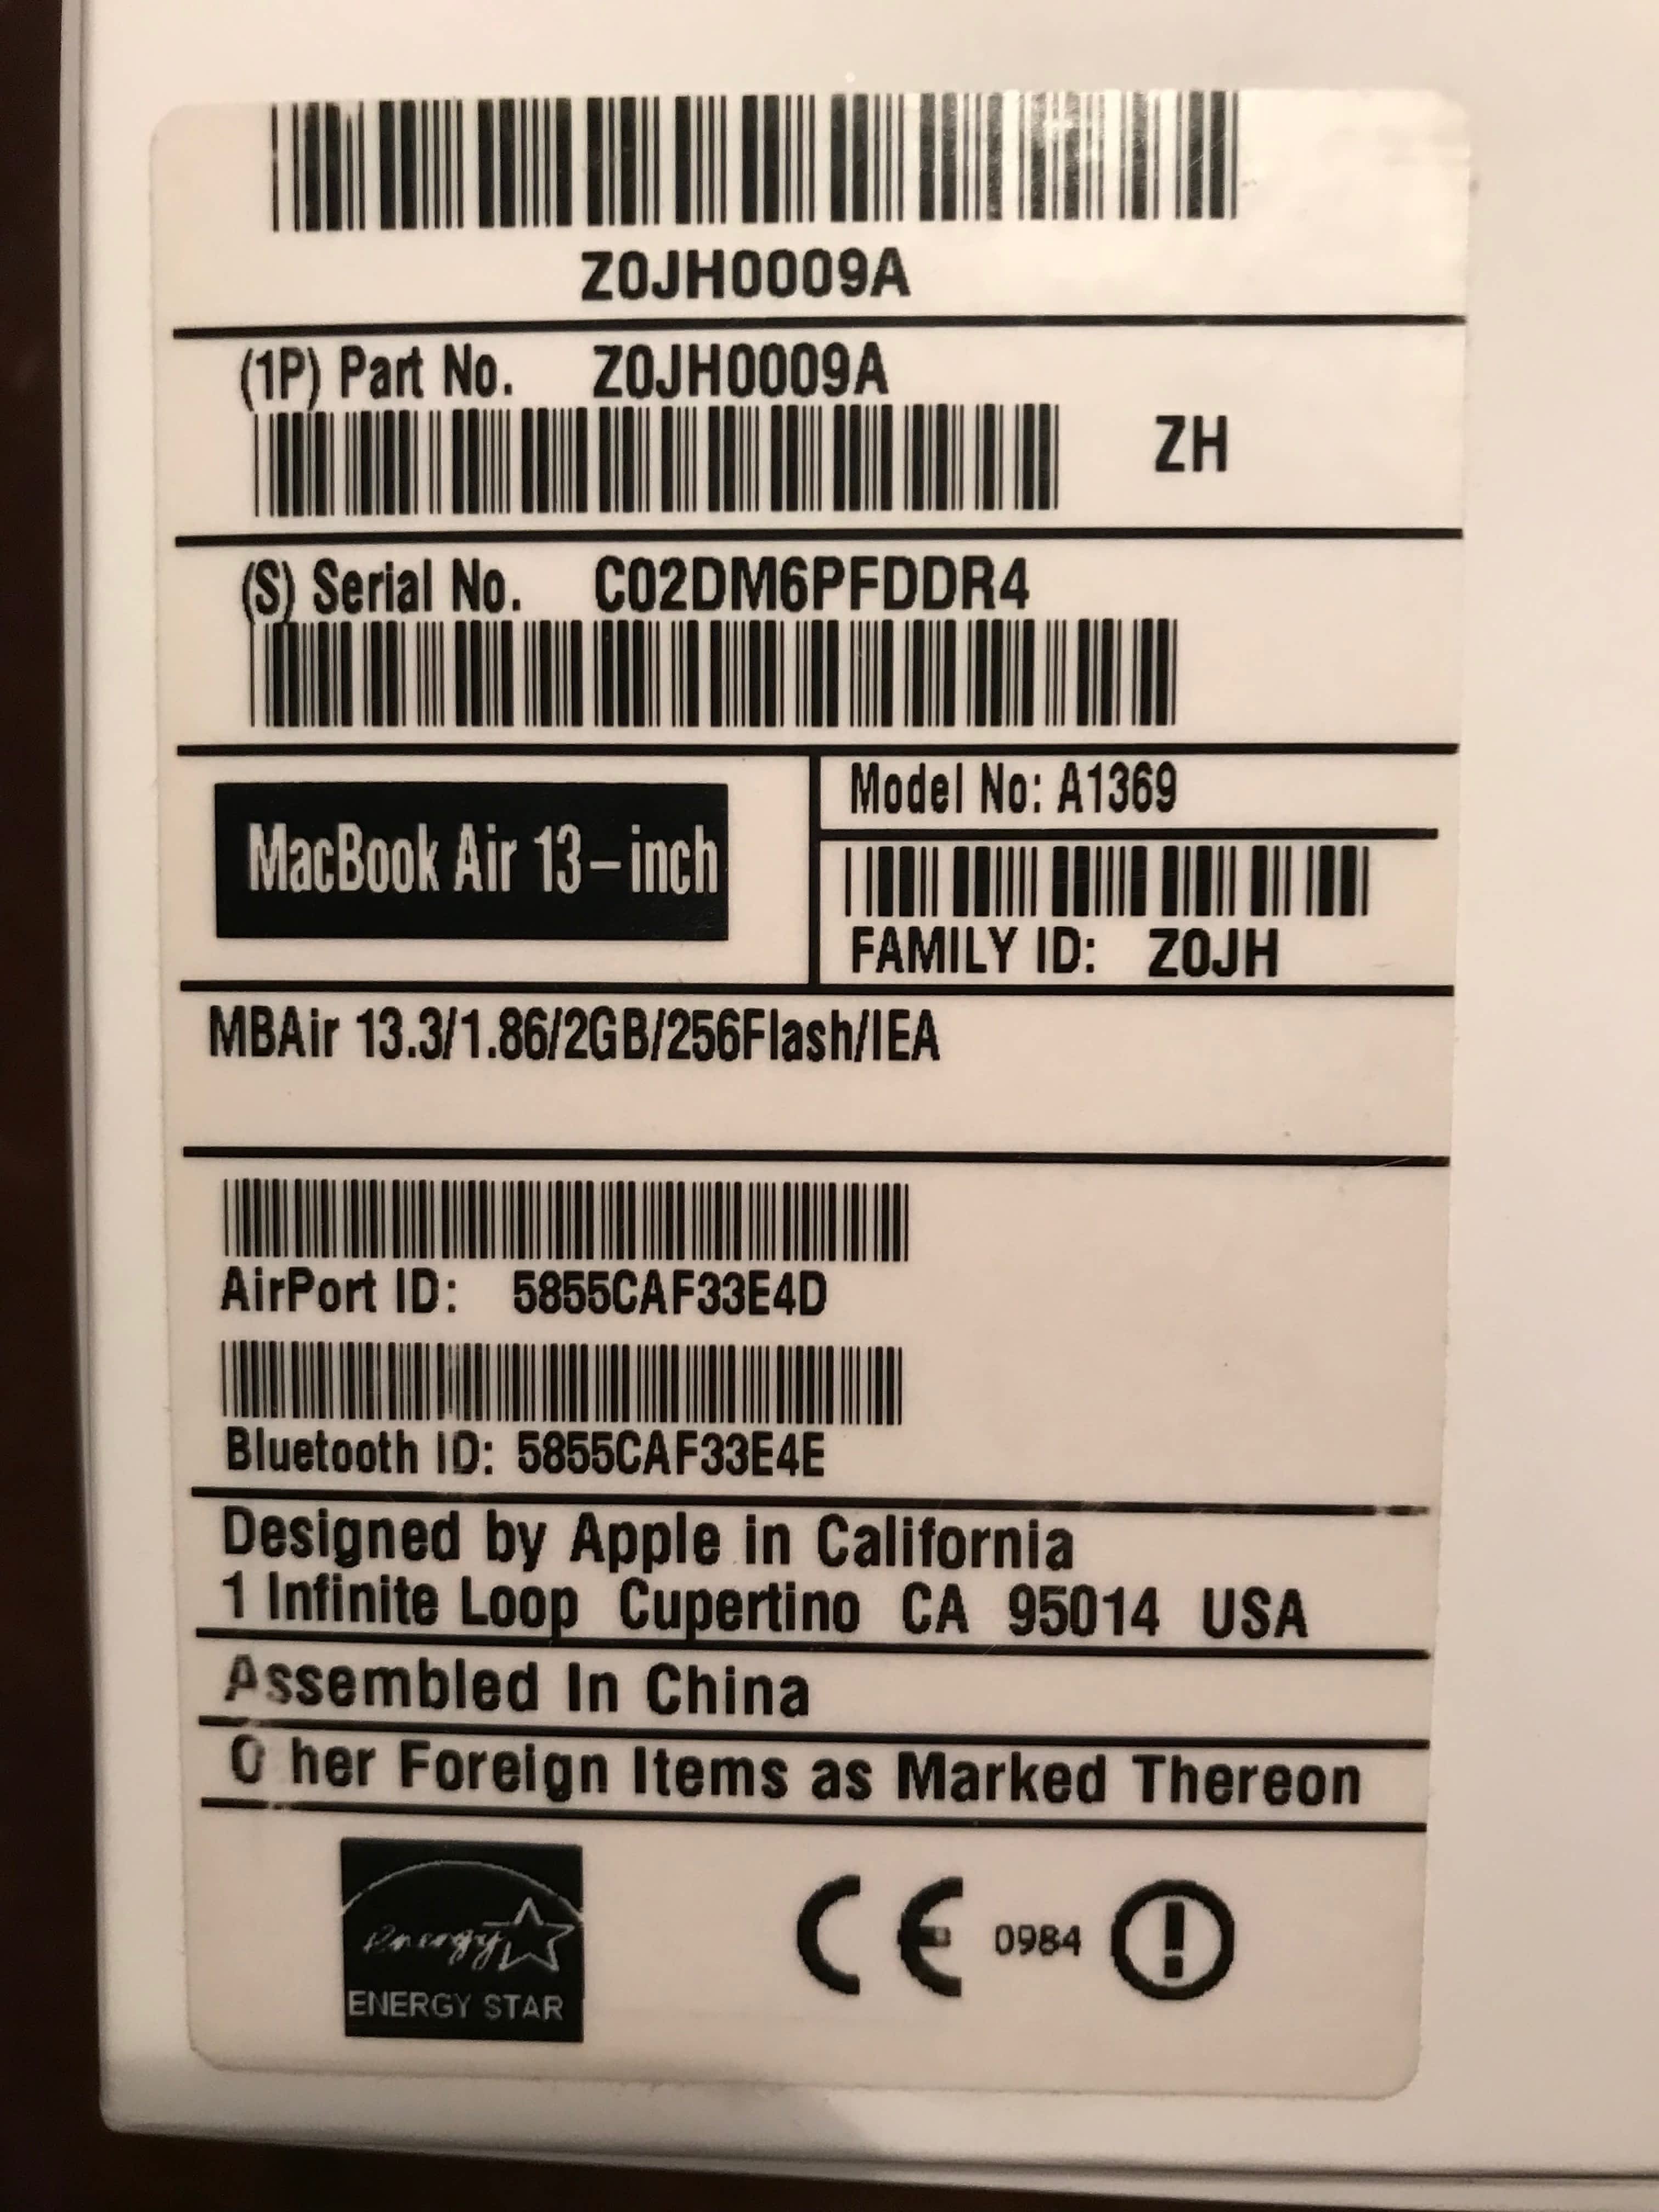 Z0JH0009A
(1P) Part No. Z0JH0009A
ZH
(S) Serial No. C02DM6PFDDR4
MacBook Air 13-inch
Model No: A1369
FAMILY ID: Z0JH
MBAir 13.3/1.86/2GB/256Flash/IEA
AirPort ID: 5855CAF33E4D
Bluetooth ID: 5855CAF33E4E
Designed by Apple in California
1 Infinite Loop Cupertino CA 95014 USA
Assembled In China
O her Foreign Items as Marked Thereon
energy
ENERGY STAR
CE 0984